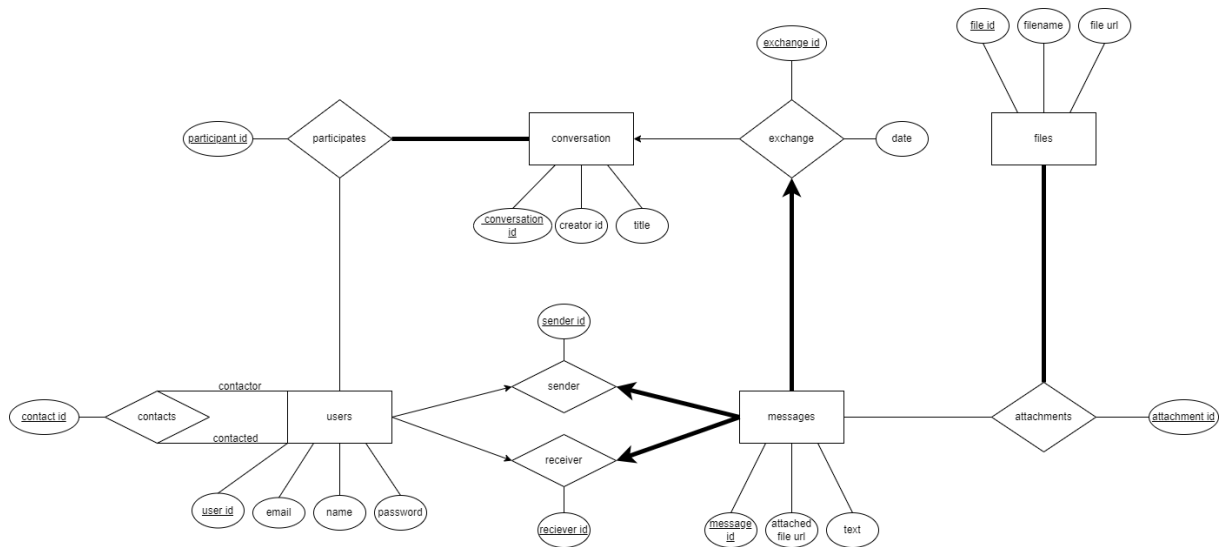 file id
filename
file url
exchange id
participant id
participates
conversation
exchange
date
files
conversation
id
creator id
title
sender id
contactor
contact id
contacts
users
sender
messages
attachments
attachment id
contacted
receiver
user id
email
name
password
reciever id
message
id
attached
file url
text